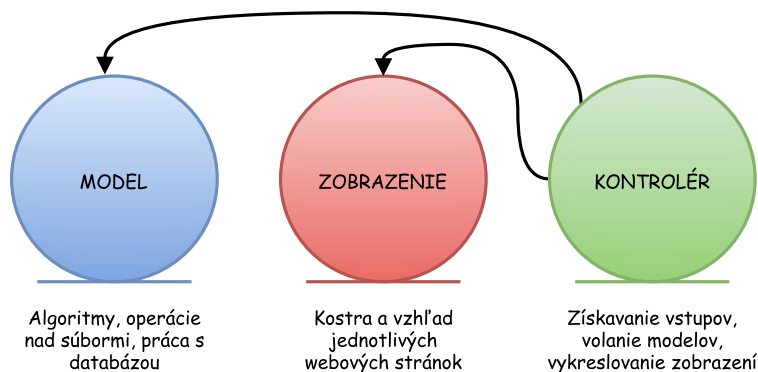 MODEL
ZOBRAZENIE
KONTROLÉR
Algoritmy, operácie
nad súbormi, práca s
databázou
Kostra a vzhľad
jednotlivých
webových stránok
Získavanie vstupov,
volanie modelov,
vykreslovanie zobrazení